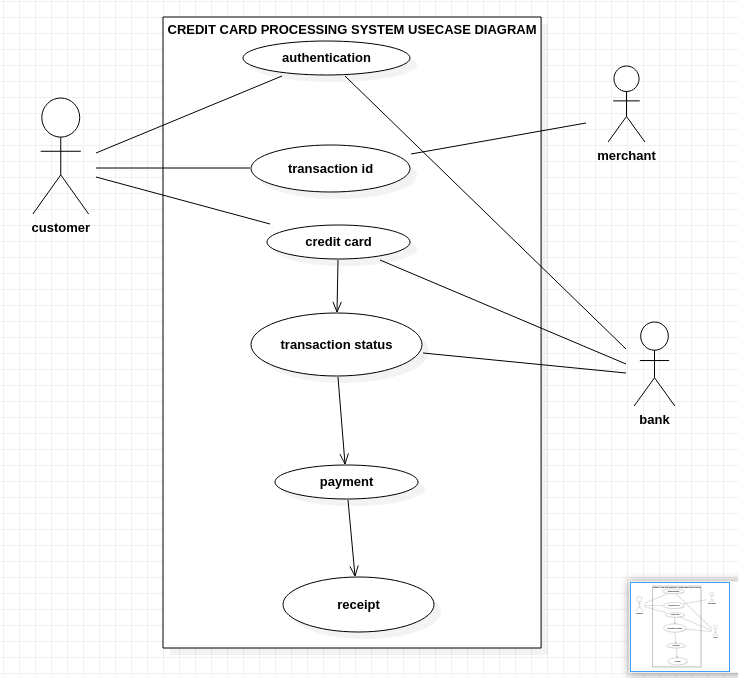 CREDIT CARD PROCESSING SYSTEM USECASE DIAGRAM
authentication
merchant
transaction id
customer
credit card
transaction status
bank
payment
receipt